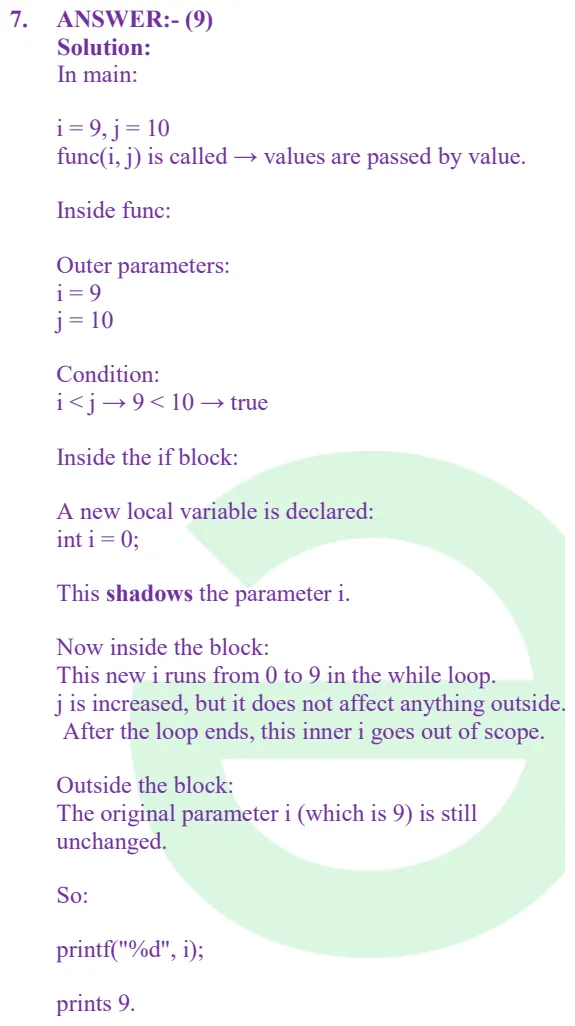 7. ANSWER:- (9)
Solution:
In main:
i = 9, j = 10
func(i, j) is called → values are passed by value.
Inside func:
Outer parameters:
i = 9
j = 10
Condition:
i < j → 9 < 10 → true
Inside the if block:
A new local variable is declared:
int i = 0;
This shadows the parameter i.
Now inside the block:
This new i runs from 0 to 9 in the while loop.
j is increased, but it does not affect anything outside.
After the loop ends, this inner i goes out of scope.
Outside the block:
The original parameter i (which is 9) is still
unchanged.
So:
printf("%d", i);
prints 9.